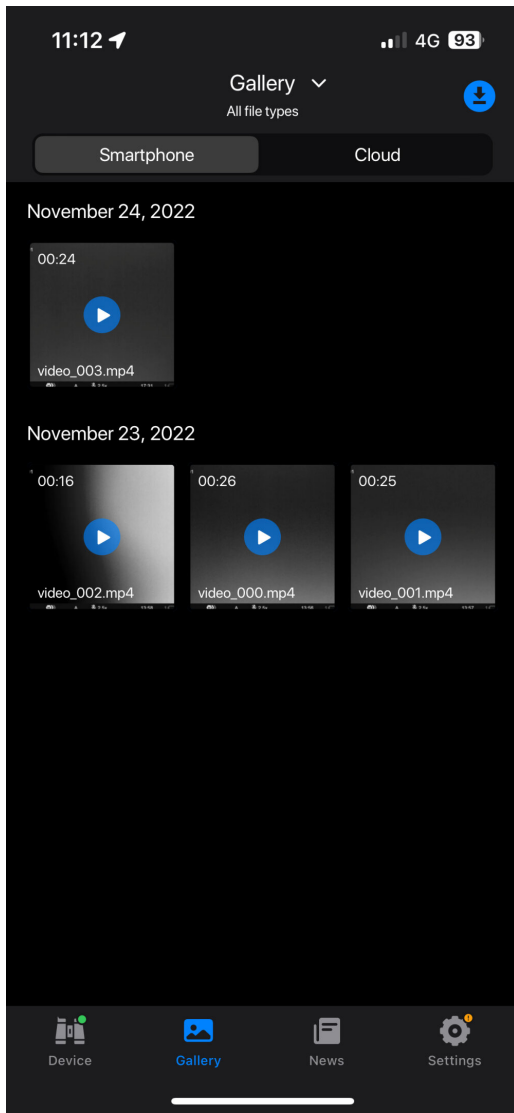 11:12
4G 93
Gallery
All file types
Smartphone Cloud
November 24, 2022
00:24
video_003.mp4
November 23, 2022
00:16 00:26 00:25
video_002.mp4 video_000.mp4 video_001.mp4
Device Gallery News Settings